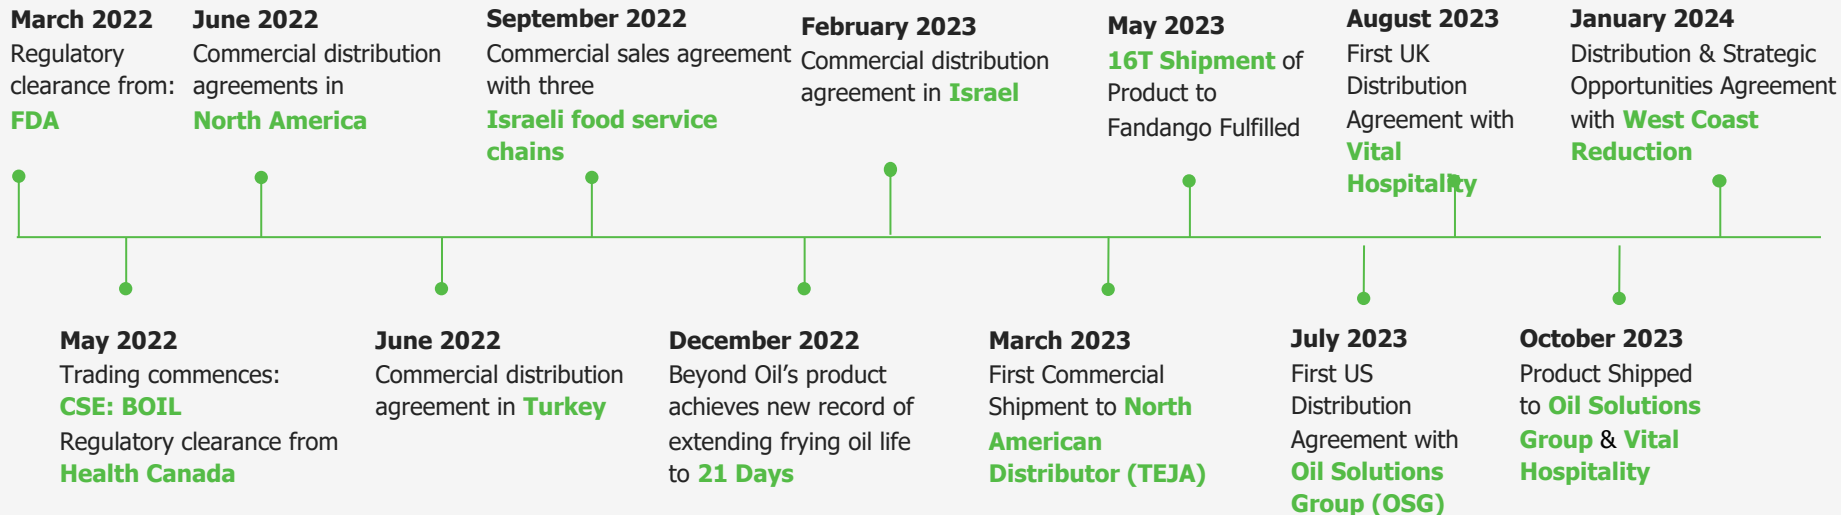 March 2022
Regulatory
clearance from:
FDA
June 2022
Commercial distribution
agreements in
North America
September 2022
Commercial sales agreement
with three
Israeli food service
chains
February 2023
Commercial distribution
agreement in Israel
May 2023
16T Shipment of
Product to
Fandango Fulfilled
August 2023
First UK
Distribution
Agreement with
Vital
Hospitality
January 2024
Distribution & Strategic
Opportunities Agreement
with West Coast
Reduction
May 2022
Trading commences:
CSE: BOIL
Regulatory clearance from
Health Canada
June 2022
Commercial distribution
agreement in Turkey
December 2022
Beyond Oil’s product
achieves new record of
extending frying oil life
to 21 Days
March 2023
First Commercial
Shipment to North
American
Distributor (TEJA)
July 2023
First US
Distribution
Agreement with
Oil Solutions
Group (OSG)
October 2023
Product Shipped
to Oil Solutions
Group & Vital
Hospitality